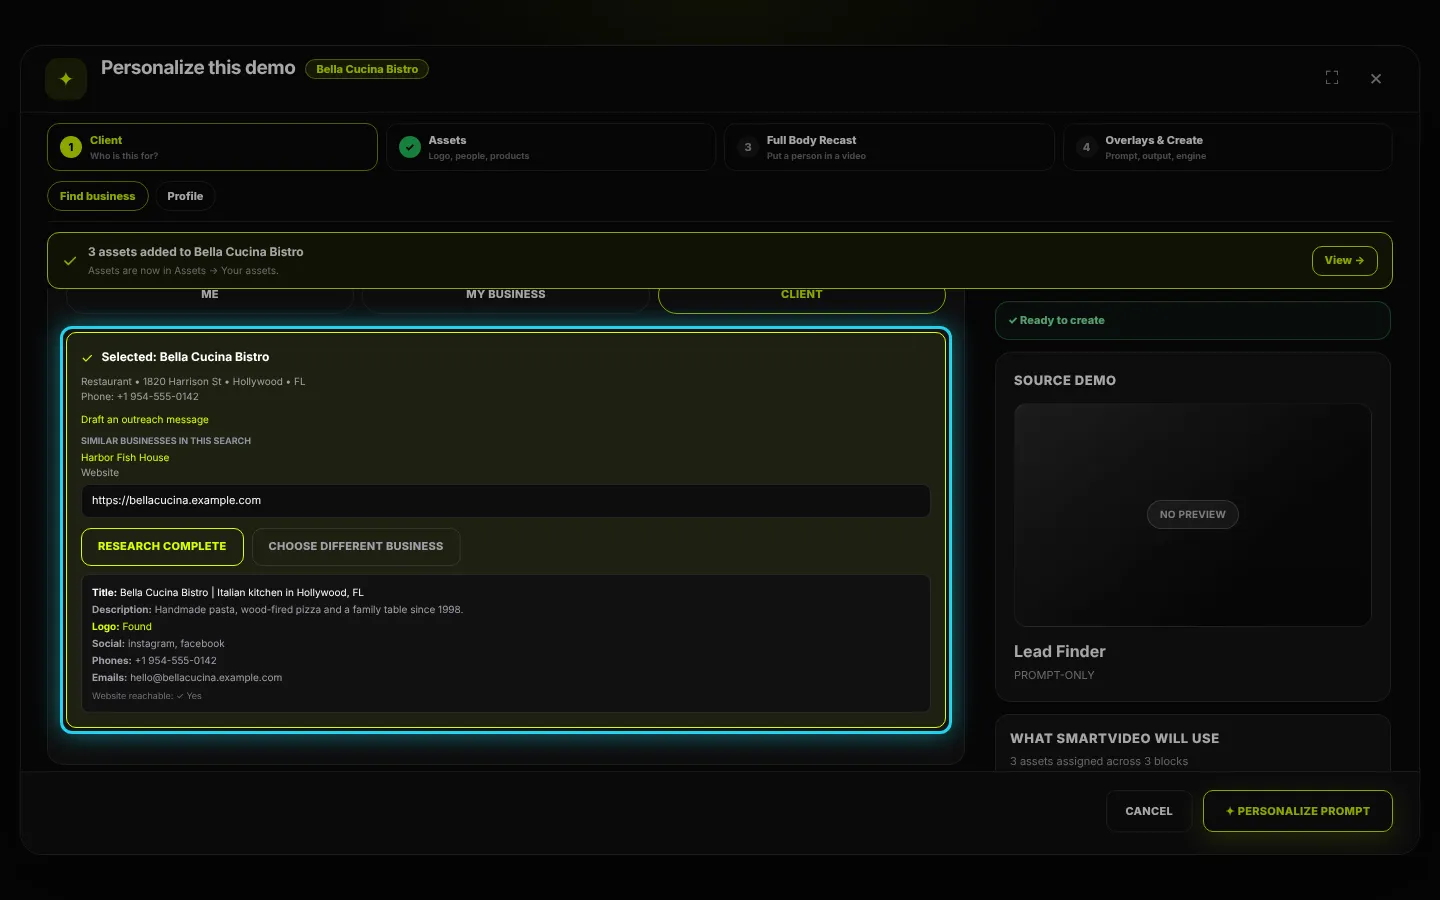 Personalize this demo
Bella Cucina Bistro
1
Client
Who is this for?
Assets
Logo, people, products
3
Full Body Recast
Put a person in a video
4
Overlays & Create
Prompt, output, engine
Find business
Profile
3 assets added to Bella Cucina Bistro
Assets are now in Assets → Your assets.
View →
ME
MY BUSINESS
CLIENT
✓ Selected: Bella Cucina Bistro
Restaurant • 1820 Harrison St • Hollywood • FL
Phone: +1 954-555-0142
Draft an outreach message
SIMILAR BUSINESSES IN THIS SEARCH
Harbor Fish House
Website
https://bellacucina.example.com
RESEARCH COMPLETE
CHOOSE DIFFERENT BUSINESS
Title: Bella Cucina Bistro | Italian kitchen in Hollywood, FL
Description: Handmade pasta, wood-fired pizza and a family table since 1998.
Logo: Found
Social: instagram, facebook
Phones: +1 954-555-0142
Emails: hello@bellacucina.example.com
Website reachable: ✓ Yes
✓ Ready to create
SOURCE DEMO
NO PREVIEW
Lead Finder
PROMPT-ONLY
WHAT SMARTVIDEO WILL USE
3 assets assigned across 3 blocks
CANCEL
✦ PERSONALIZE PROMPT